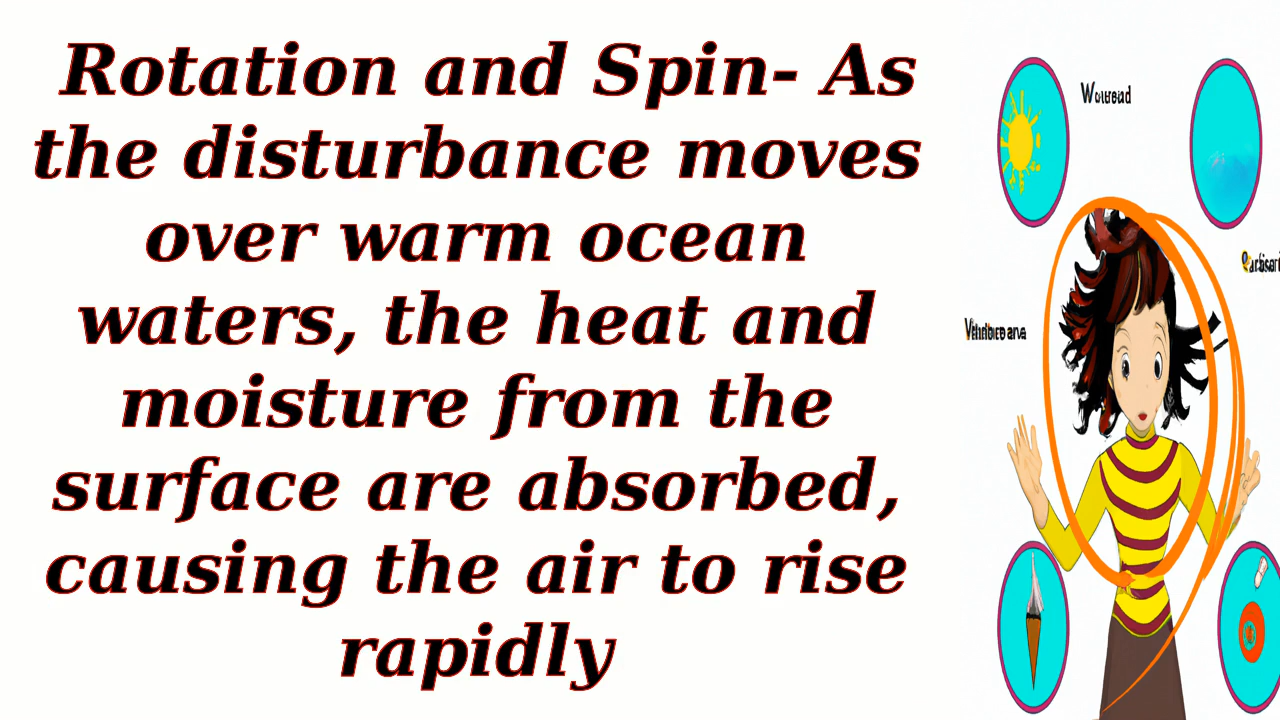 Rotation and Spin- As
the disturbance moves
over warm ocean
waters, the heat and
moisture from the
surface are absorbed,
causing the air to rise
rapidly